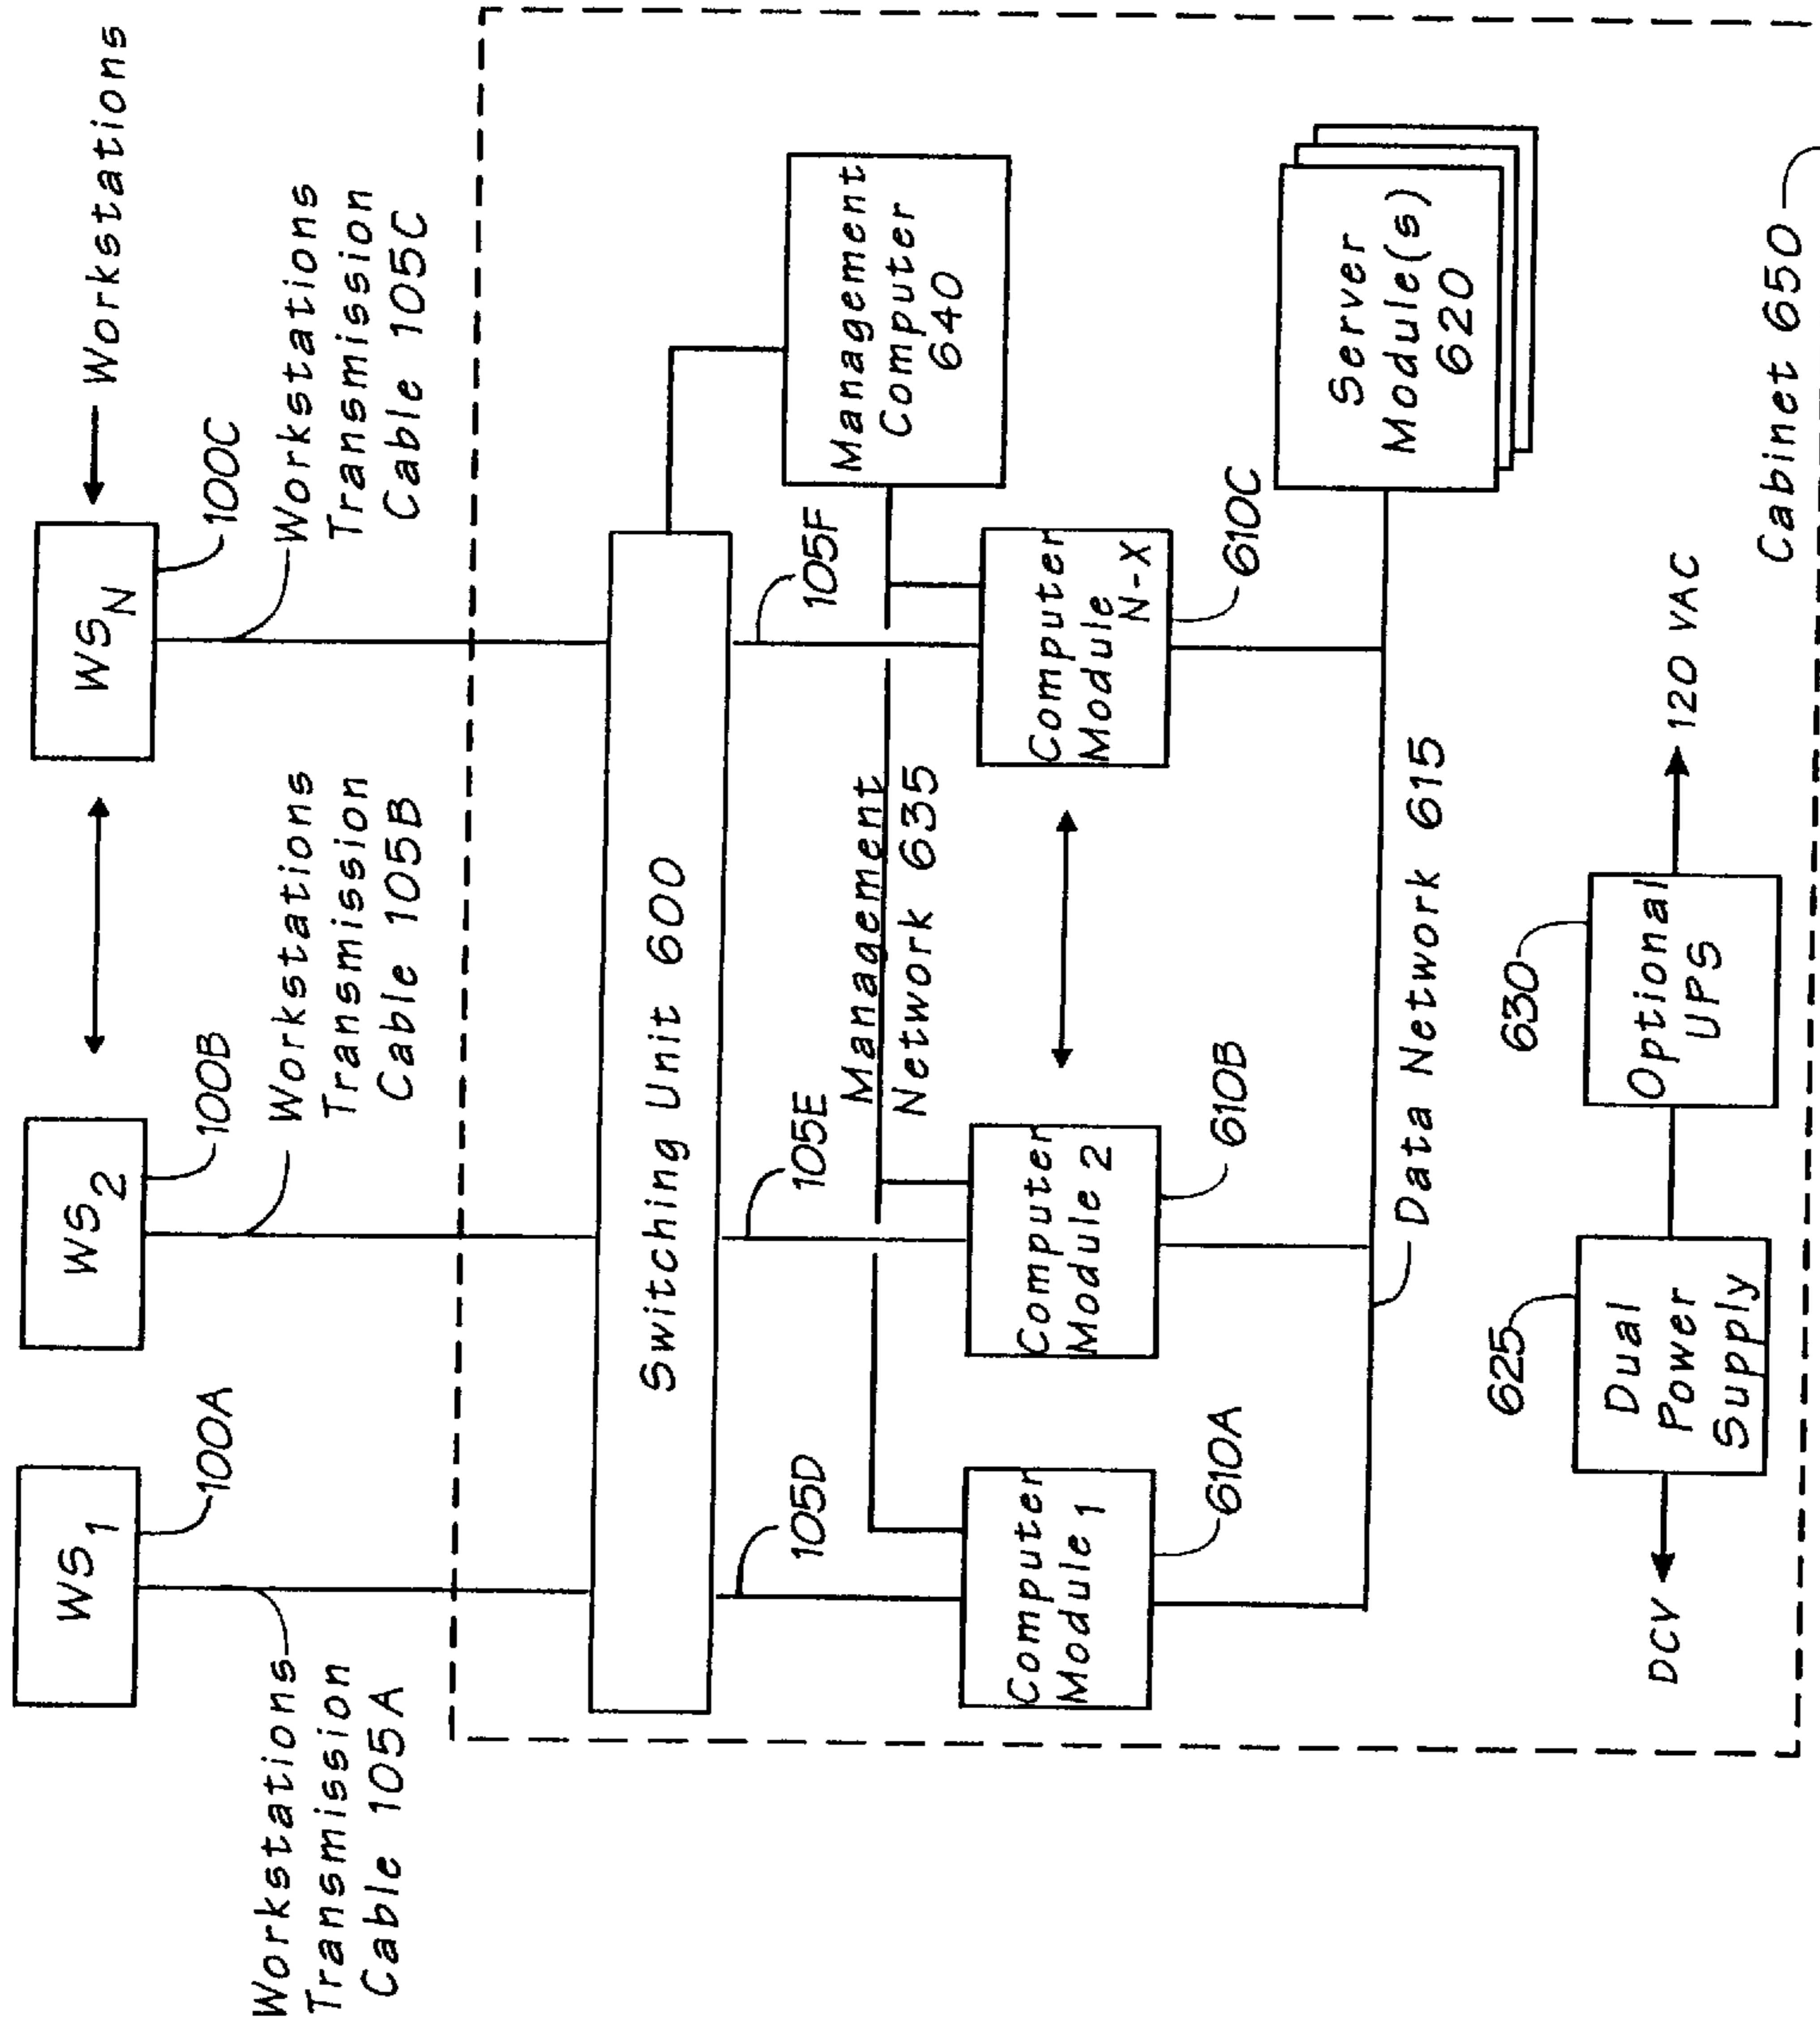 WS1
WS2
WSN
Workstations
100A
100B
100C
Workstations
Transmission
Cable 105A
Workstations
Transmission
Cable 105B
Workstations
Transmission
Cable 105C
Switching Unit 600
105D
105E
105F
Management
Network 635
Management
Computer
640
Computer
Module 1
Computer
Module 2
Computer
Module
N-X
610A
610B
610C
Server
Module(s)
620
Data Network 615
625
630
DCV
Dual
Power
Supply
Optional
UPS
120 VAC
Cabinet 650